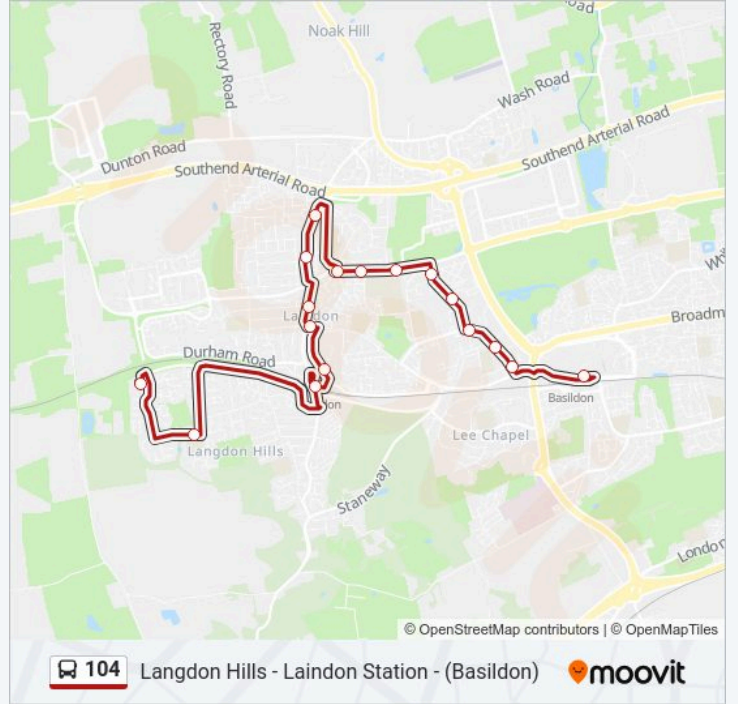 oad
Noak Hill
Rectory Road
Wash Road
Dunton Road
Southend Arterial Road
Southend Arterial Road
Broadm
Durham Road
Basildon
Lee Chapel
Langdon Hills
Staneway
London
© OpenStreetMap contributors | © OpenMapTiles
104 Langdon Hills - Laindon Station - (Basildon) moovit